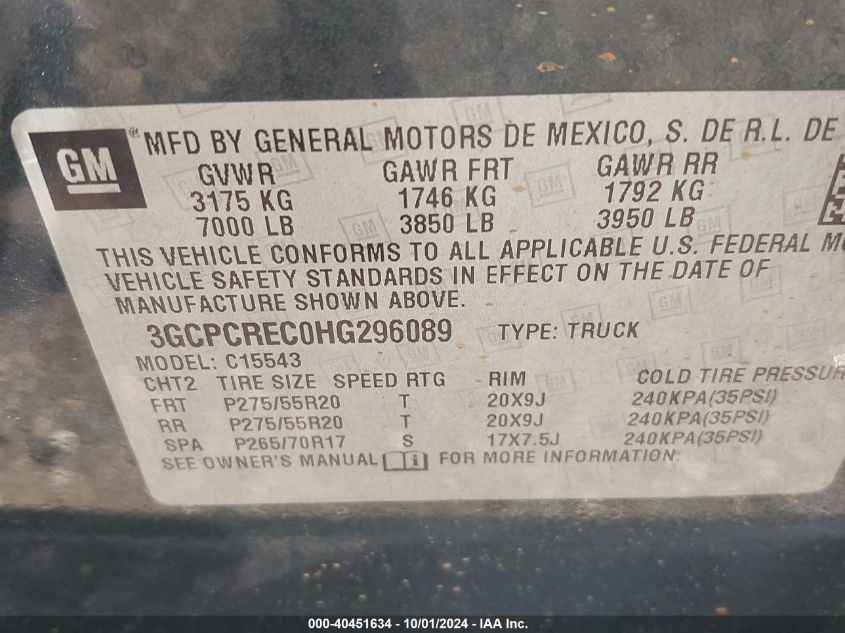 GM
® MFD BY GENERAL MOTORS DE MEXICO, S. DE R.L. DE
GVWR GAWR FRT GAWR RR
3175 KG 1746 KG 1792 KG
7000 LB 3850 LB 3950 LB
THIS VEHICLE CONFORMS TO ALL APPLICABLE U.S. FEDERAL MO
VEHICLE SAFETY STANDARDS IN EFFECT ON THE DATE OF
MANUFACTURE SHOWN ABOVE.
3GCPCREC0HG296089 TYPE: TRUCK
MODEL: C15543
CHT2 TIRE SIZE SPEED RTG RIM COLD TIRE PRESSUR
FRT P275/55R20 T 20X9J 240KPA(35PSI)
RR P275/55R20 T 20X9J 240KPA(35PSI)
SPA P265/70R17 S 17X7.5J 240KPA(35PSI)
SEE OWNER'S MANUAL FOR MORE INFORMATION.
000-40451634 - 10/01/2024 - IAA Inc.